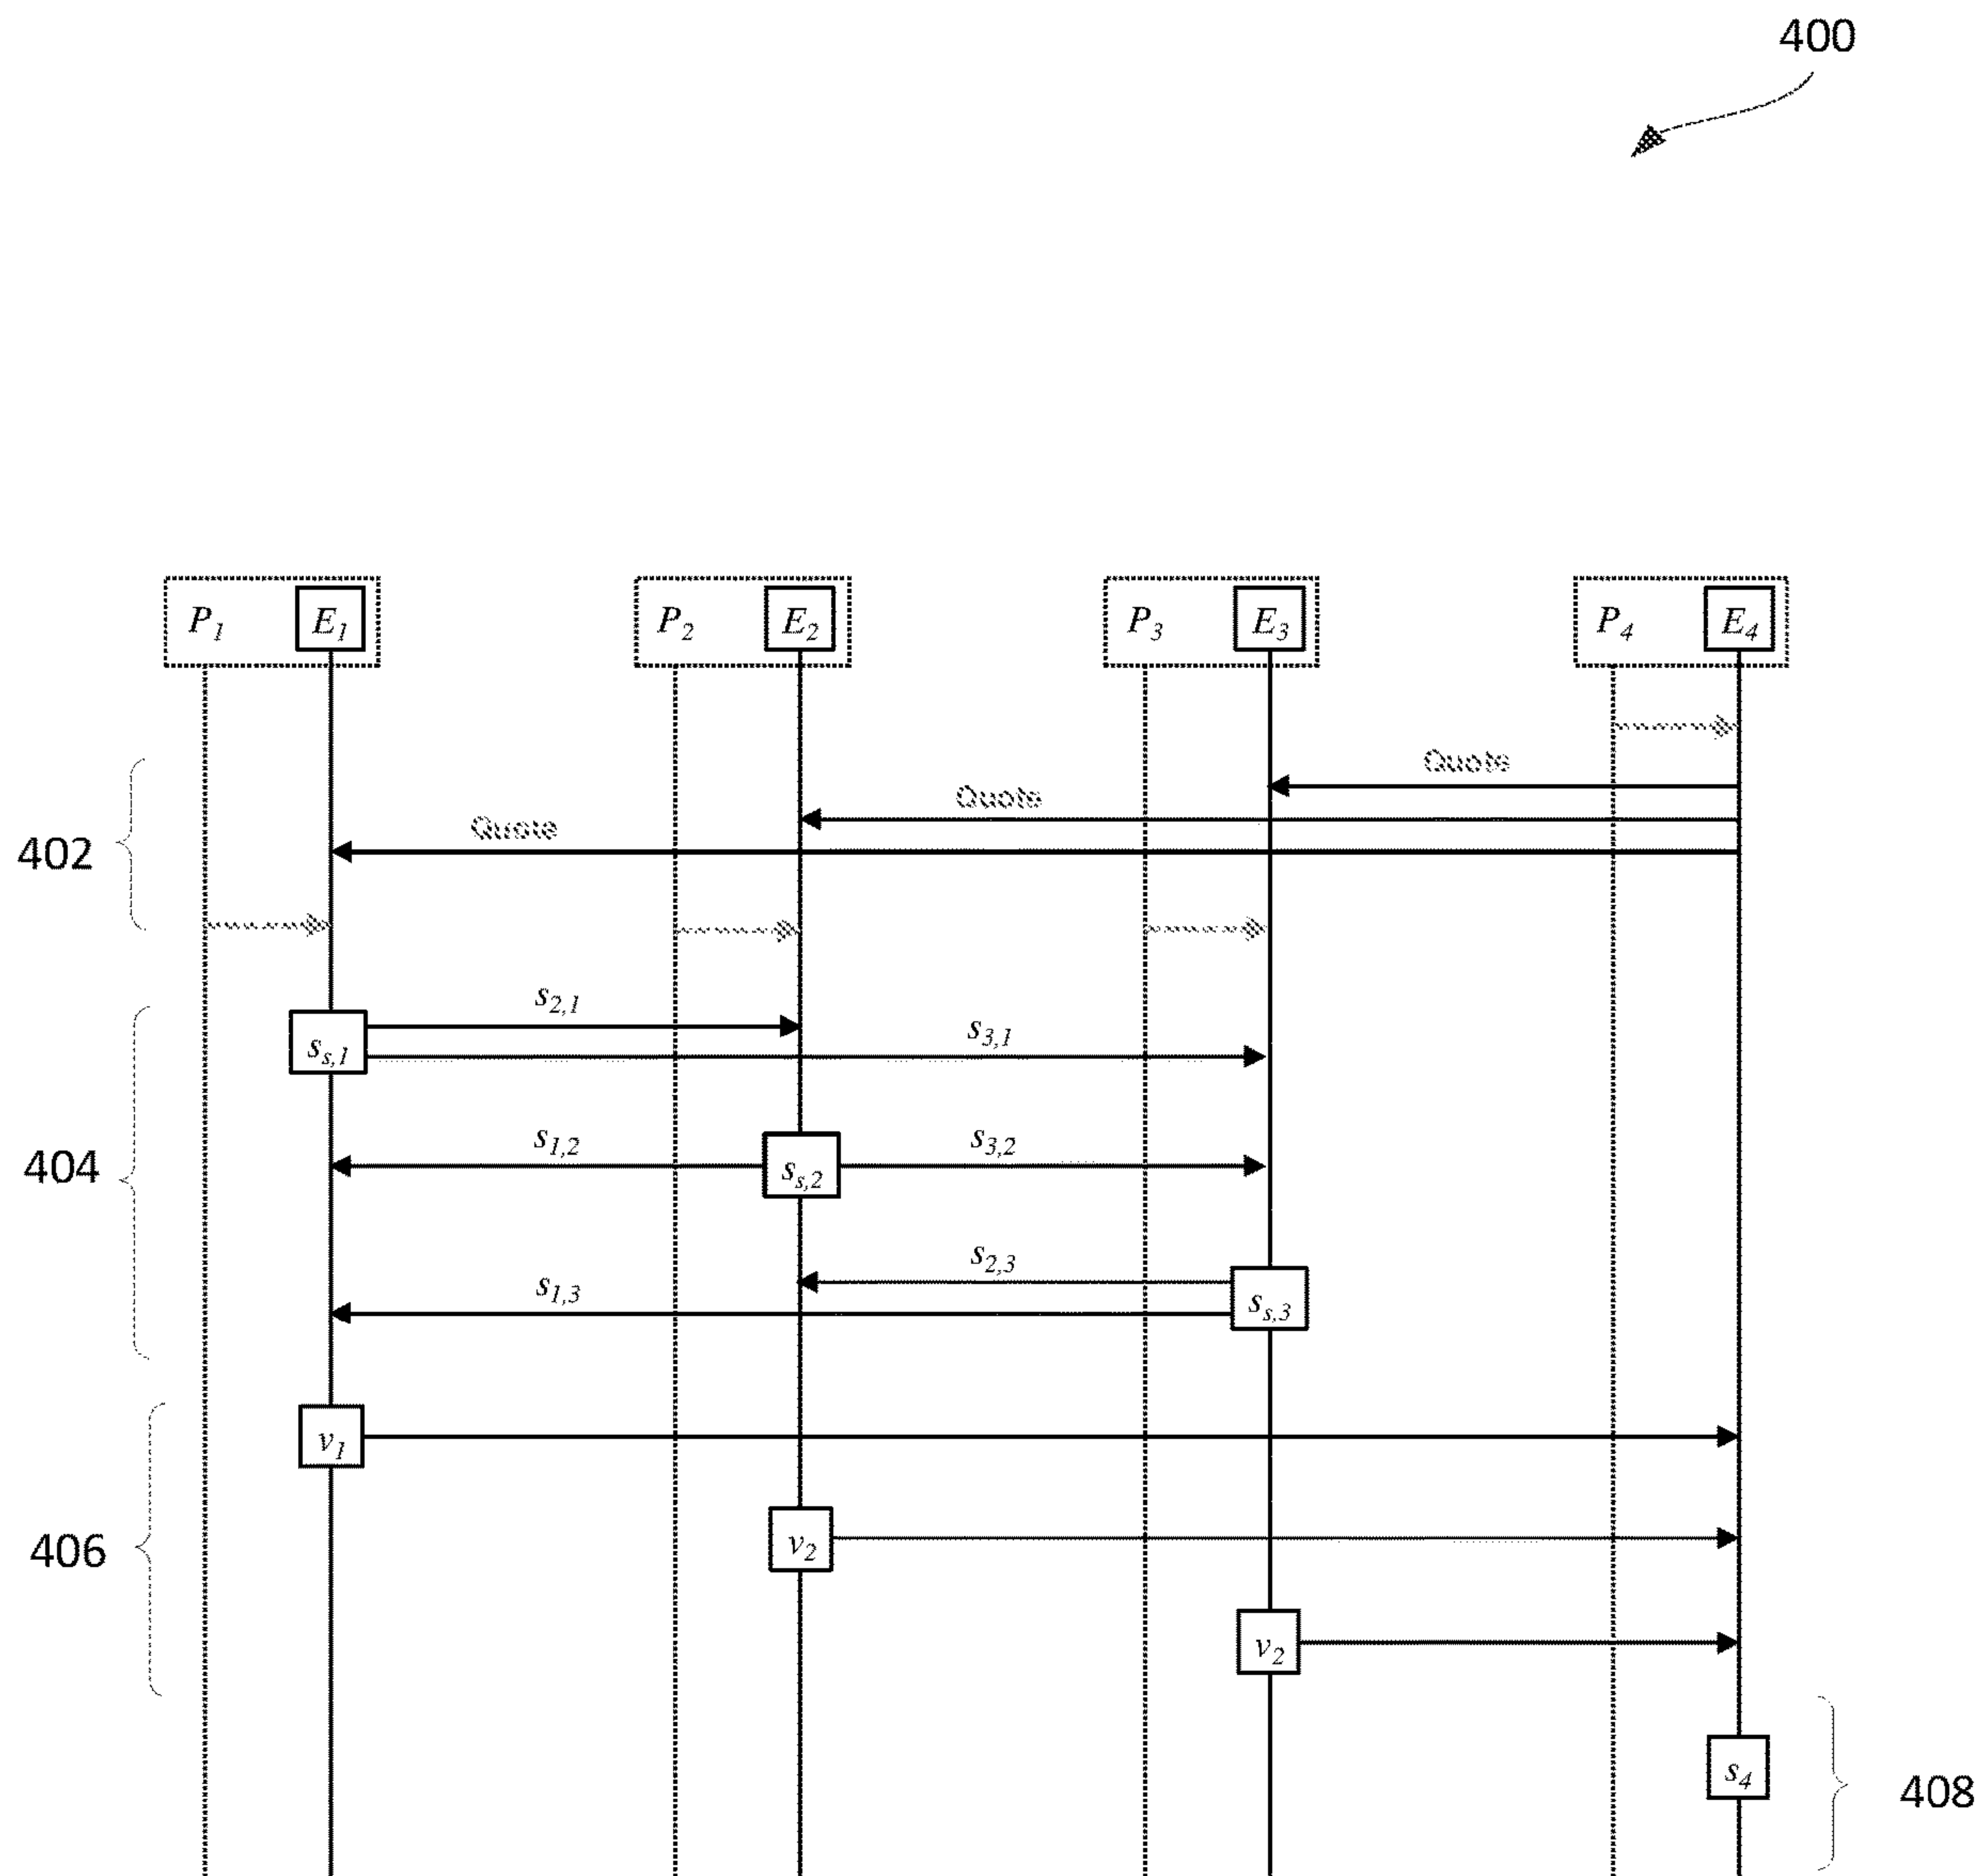 400
P1 E1 P2 E2 P3 E3 P4 E4
Quote
Quote
Quote
402
s2,1
s3,1
ss,1
s1,2 s3,2
404
ss,2
s2,3
s1,3
ss,3
v1
v2
406
v2
s4
408